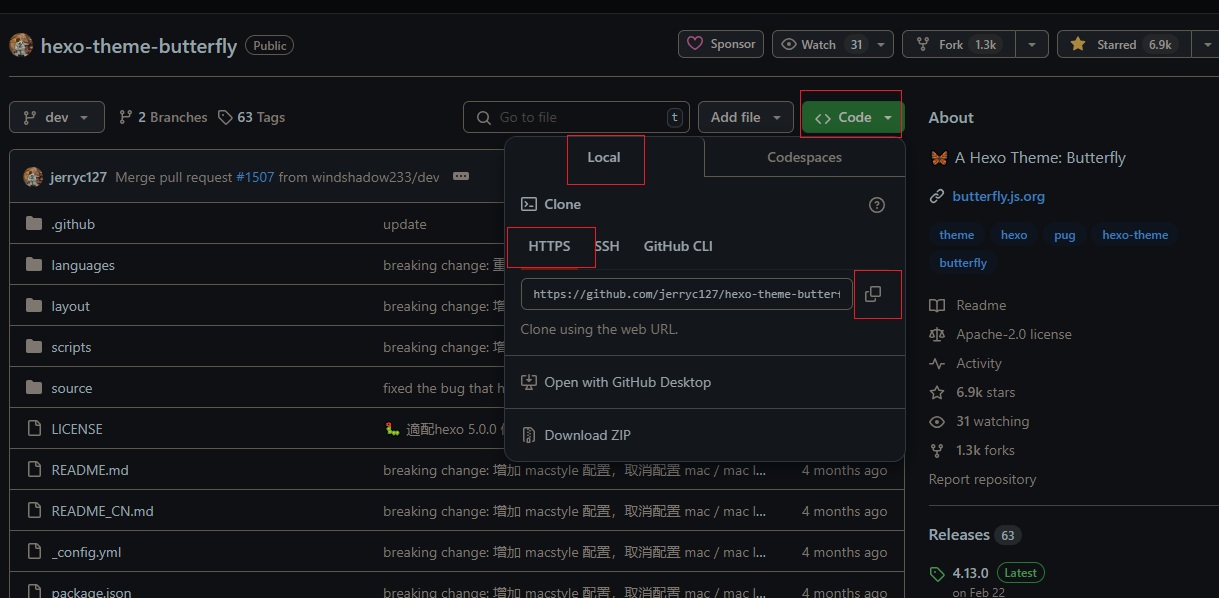 hexo-theme-butterfly Public
Sponsor Watch 31 Fork 1.3k Starred 6.9k
dev 2 Branches 63 Tags Go to file t Add file Code
jerryc127 Merge pull request #1507 from windshadow233/dev
.github update
languages breaking change:
layout breaking change:
scripts breaking change:
source fixed the bug that
LICENSE 🐛 適配hexo 5.0.0
README.md breaking change: 增加 macstyle 配置，取消配置 mac / mac l... 4 months ago
README_CN.md breaking change: 增加 macstyle 配置，取消配置 mac / mac l... 4 months ago
_config.yml breaking change: 增加 macstyle 配置，取消配置 mac / mac l... 4 months ago
package.json breaking change: 增加 macstyle 配置，取消配置 mac / mac l... 4 months ago
Local Codespaces
Clone
HTTPS SSH GitHub CLI
https://github.com/jerryc127/hexo-theme-butter
Clone using the web URL.
Open with GitHub Desktop
Download ZIP
About
🦋 A Hexo Theme: Butterfly
butterfly.js.org
theme hexo pug hexo-theme
butterfly
Readme
Apache-2.0 license
Activity
6.9k stars
31 watching
1.3k forks
Report repository
Releases 63
4.13.0 Latest
on Feb 22